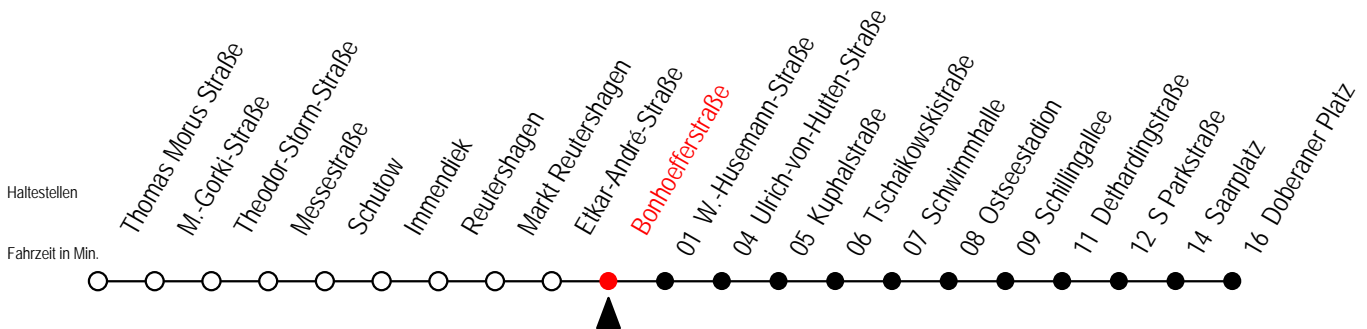 Haltestellen
Fahrzeit in Min.
Thomas Morus Straße
M.-Gorki-Straße
Theodor-Storm-Straße
Messestraße
Schutow
Immendiek
Reutershagen
Markt Reutershagen
Etkar-André-Straße
Bonhoefferstraße
01 W.-Husemann-Straße
04 Ulrich-von-Hutten-Straße
05 Kuphalstraße
06 Tschaikowskistraße
07 Schwimmhalle
08 Ostseestadion
09 Schillingallee
11 Dethardingstraße
12 S Parkstraße
14 Saarplatz
16 Doberaner Platz